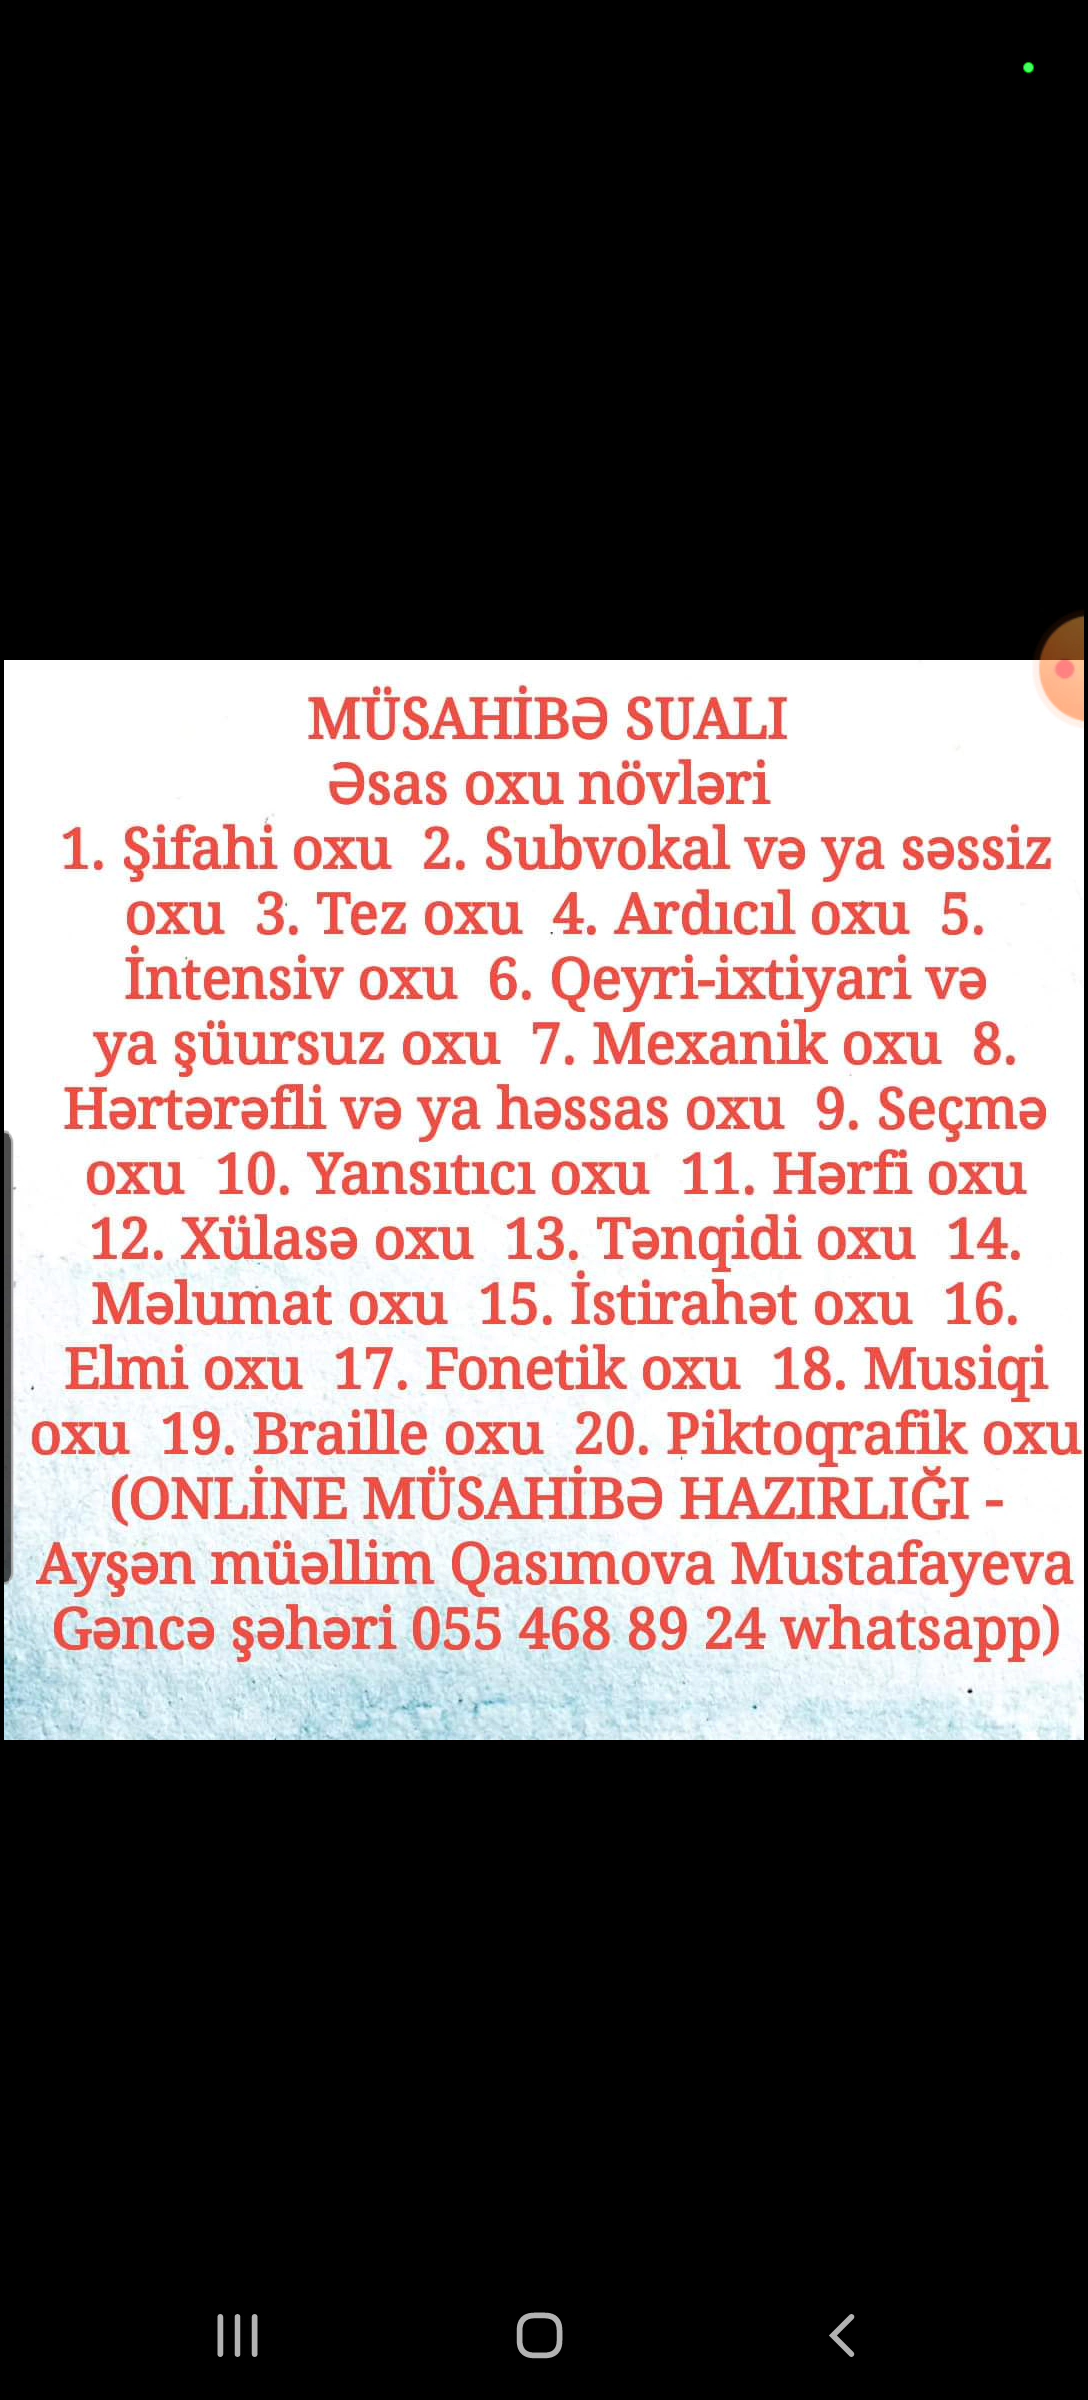 MÜSAHİBƏ SUALI
Əsas oxu növləri
1. Şifahi oxu  2. Subvokal və ya səssiz
oxu  3. Tez oxu  4. Ardıcıl oxu  5.
İntensiv oxu  6. Qeyri-ixtiyari və
ya şüursuz oxu  7. Mexanik oxu  8.
Hərtərəfli və ya həssas oxu  9. Seçmə
oxu  10. Yansıtıcı oxu  11. Hərfi oxu
12. Xülasə oxu  13. Tənqidi oxu  14.
Məlumat oxu  15. İstirahət oxu  16.
Elmi oxu  17. Fonetik oxu  18. Musiqi
oxu  19. Braille oxu  20. Piktoqrafik oxu
(ONLİNE MÜSAHİBƏ HAZIRLIĞI -
Ayşən müəllim Qasımova Mustafayeva
Gəncə şəhəri 055 468 89 24 whatsapp)